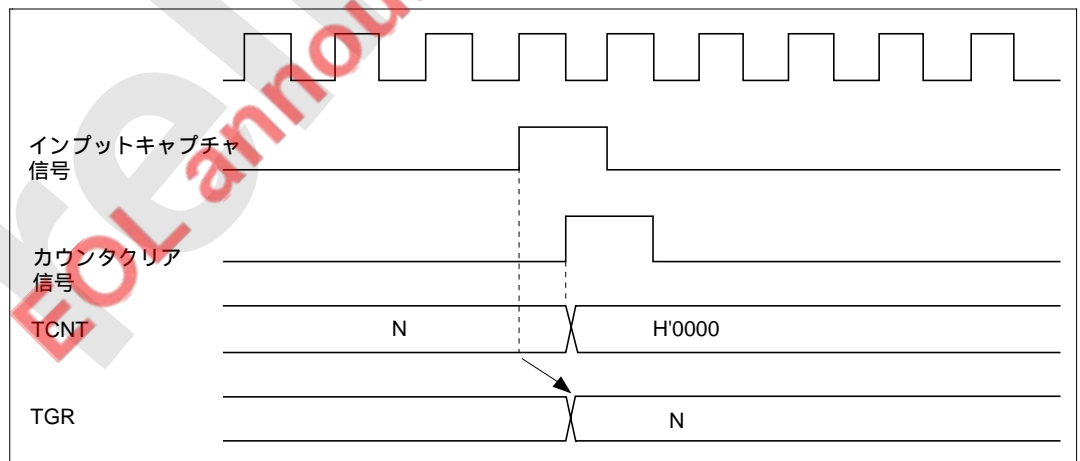 インプットキャプチャ
信号
カウンタクリア
信号
TCNT
N
H'0000
TGR
N
EOL annou